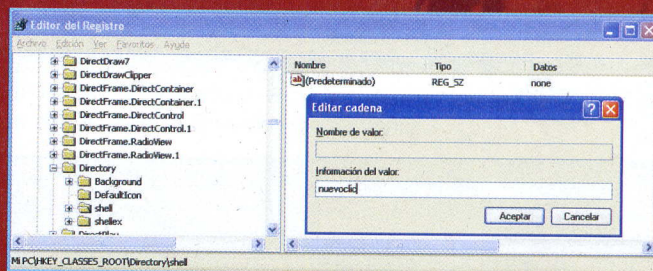 Editor del Registro
Archivo Edición Ver Favoritos Ayuda
DirectDraw7
DirectDrawClipper
DirectFrame.DirectContainer
DirectFrame.DirectContainer.1
DirectFrame.DirectControl
DirectFrame.DirectControl.1
DirectFrame.RadioView
DirectFrame.RadioView.1
Directory
Background
DefaultIcon
shell
shellex
DirectPlay
Nombre Tipo Datos
ab (Predeterminado) REG_SZ none
Editar cadena
Nombre de valor:
Información del valor:
nuevoclic
Aceptar Cancelar
Mi PC\HKEY_CLASSES_ROOT\Directory\shell